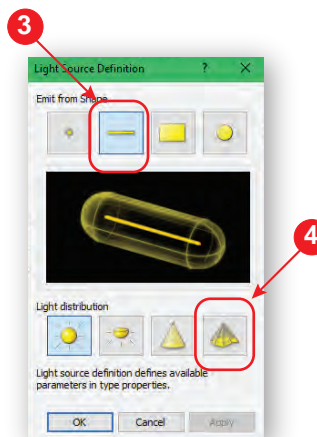 3
Light Source Definition ? ×
Emit from Shape
4
Light distribution
Light source definition defines available
parameters in type properties.
OK Cancel Apply